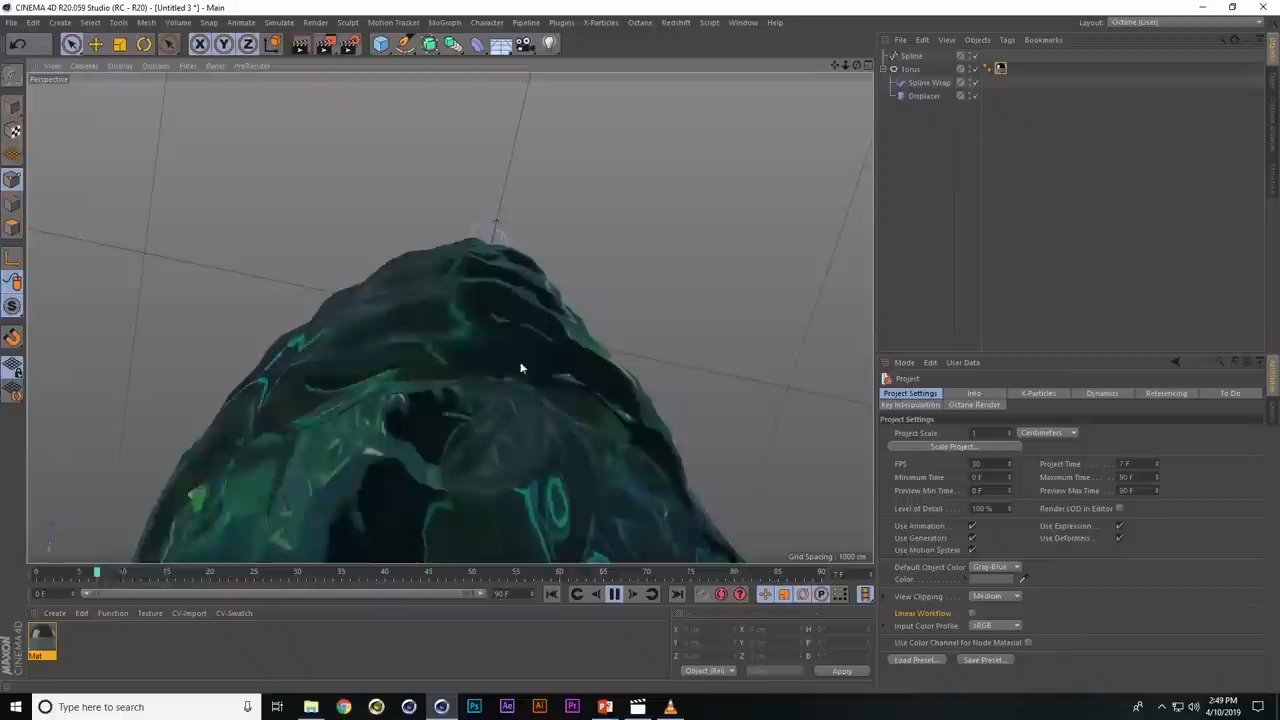 CINEMA 4D R20.059 Studio (RC - R20) - [Untitled 3 *] - Main
File Edit Create Select Tools Mesh Volume Snap Animate Simulate Render Sculpt Motion Tracker MoGraph Character Pipeline Plugins X-Particles Octane Redshift Script Window Help
Layout: Octane (User)
X Y Z
File Edit View Objects Tags Bookmarks
View Cameras Display Options Filter Panel ProRender
Perspective
Spline
Torus
Spline Wrap
Displacer
Grid Spacing : 1000 cm
Mode Edit User Data
Project
Project Settings Info X-Particles Dynamics Referencing To Do
Key Interpolation Octane Render
Project Settings
Project Scale: 1 Centimeters
Scale Project...
FPS 30 Project Time 7 F
Minimum Time 0 F Maximum Time 90 F
Preview Min Time 0 F Preview Max Time 90 F
Level of Detail 100 % Render LOD in Editor
Use Animation Use Expression
Use Generators Use Deformers
Use Motion System
Default Object Color Gray-Blue
Color
View Clipping Medium
Linear Workflow
Input Color Profile sRGB
Use Color Channel for Node Material
Load Preset... Save Preset...
0 5 10 15 20 25 30 35 40 45 50 55 60 65 70 75 80 85 90 7 F
0 F 90 F
Create Edit Function Texture CV-Import CV-Swatch
Mat
X 0 cm X 0 cm H 0°
Y 0 cm Y 0 cm P 0°
Z 0 cm Z 0 cm B 0°
Object (Rel) Apply
MAXON CINEMA 4D
Type here to search
Ps Ae Ai Pr
2:49 PM
4/10/2019